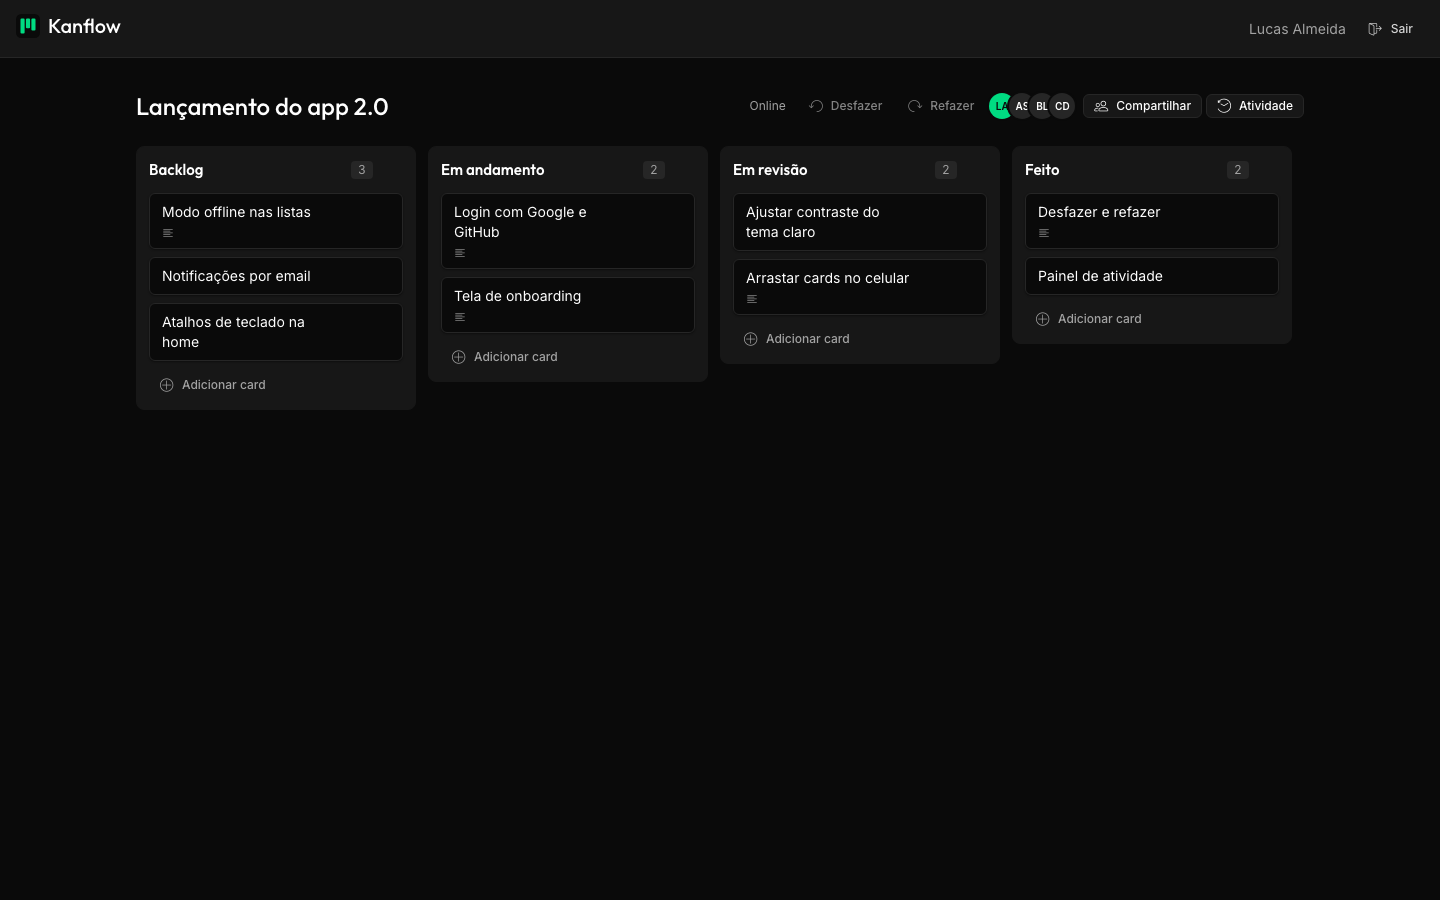 Kanflow
Lucas Almeida
Sair
Lançamento do app 2.0
Online
Desfazer
Refazer
LA
AS
BL
CD
Compartilhar
Atividade
Backlog
3
Modo offline nas listas
Notificações por email
Atalhos de teclado na
home
Adicionar card
Em andamento
2
Login com Google e
GitHub
Tela de onboarding
Adicionar card
Em revisão
2
Ajustar contraste do
tema claro
Arrastar cards no celular
Adicionar card
Feito
2
Desfazer e refazer
Painel de atividade
Adicionar card